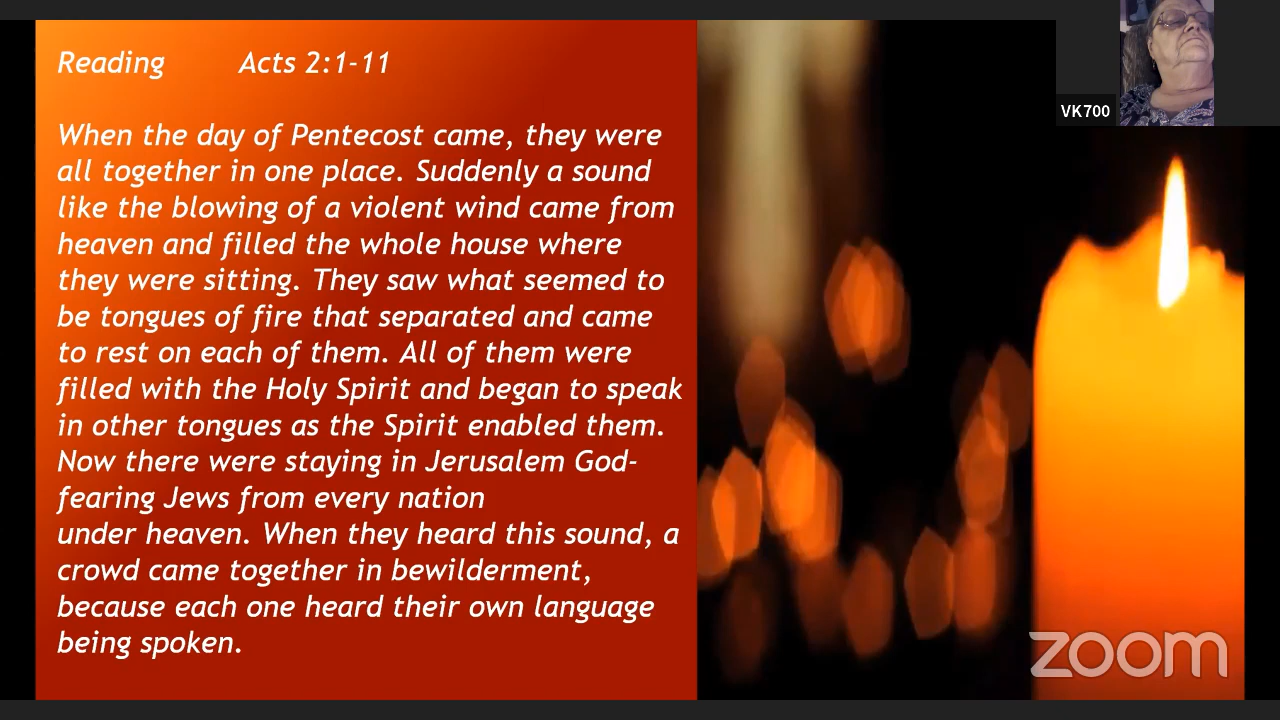 Reading Acts 2:1-11
When the day of Pentecost came, they were
all together in one place. Suddenly a sound
like the blowing of a violent wind came from
heaven and filled the whole house where
they were sitting. They saw what seemed to
be tongues of fire that separated and came
to rest on each of them. All of them were
filled with the Holy Spirit and began to speak
in other tongues as the Spirit enabled them.
Now there were staying in Jerusalem God-
fearing Jews from every nation
under heaven. When they heard this sound, a
crowd came together in bewilderment,
because each one heard their own language
being spoken.
VK700
zoom